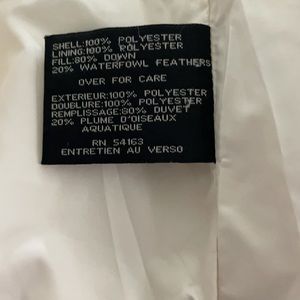 SHELL:100% POLYESTER
LINING:100% POLYESTER
FILL:80% DOWN
20% WATERFOWL FEATHERS
OVER FOR CARE
EXTERIEUR:100% POLYESTER
DOUBLURE:100% POLYESTER
REMPLISSAGE:80% DUVET
20% PLUME D'OISEAUX
AQUATIQUE
RN 54163
ENTRETIEN AU VERSO